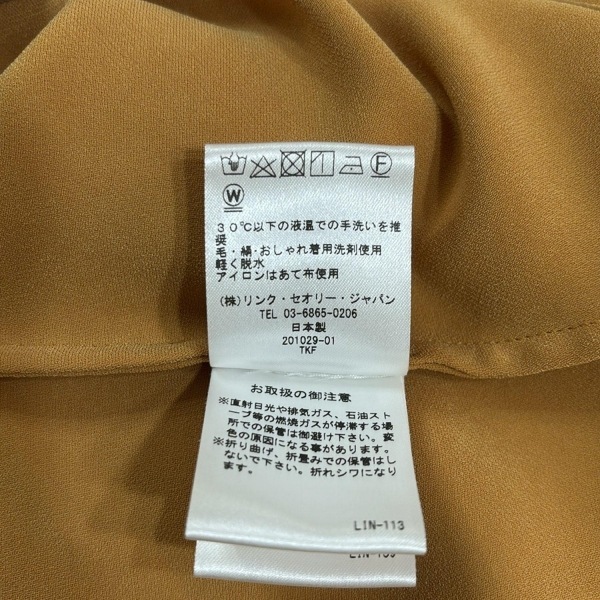 F
W
30℃以下の液温での手洗いを推
奨
毛・絹・おしゃれ着用洗剤使用
軽く脱水
アイロンはあて布使用
(株)リンク・セオリー・ジャパン
TEL 03-6865-0206
日本製
201029-01
TKF
お取扱の御注意
※直射日光や排気ガス、石油スト
ーブ等の燃焼ガスが停滞する場
所での保管は御避け下さい。変
色の原因になる事があります。
※折り曲げ、折畳みでの保管はし
ないで下さい。折れシワになり
LIN-113